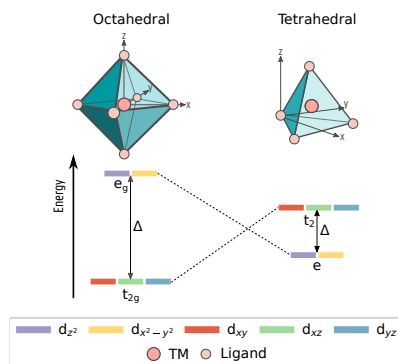 Octahedral
Tetrahedral
z
y
x
z
y
x
Energy
e_g
Δ
t_2g
t_2
Δ
e
d_z² d_x²−y² d_xy d_xz d_yz
TM Ligand